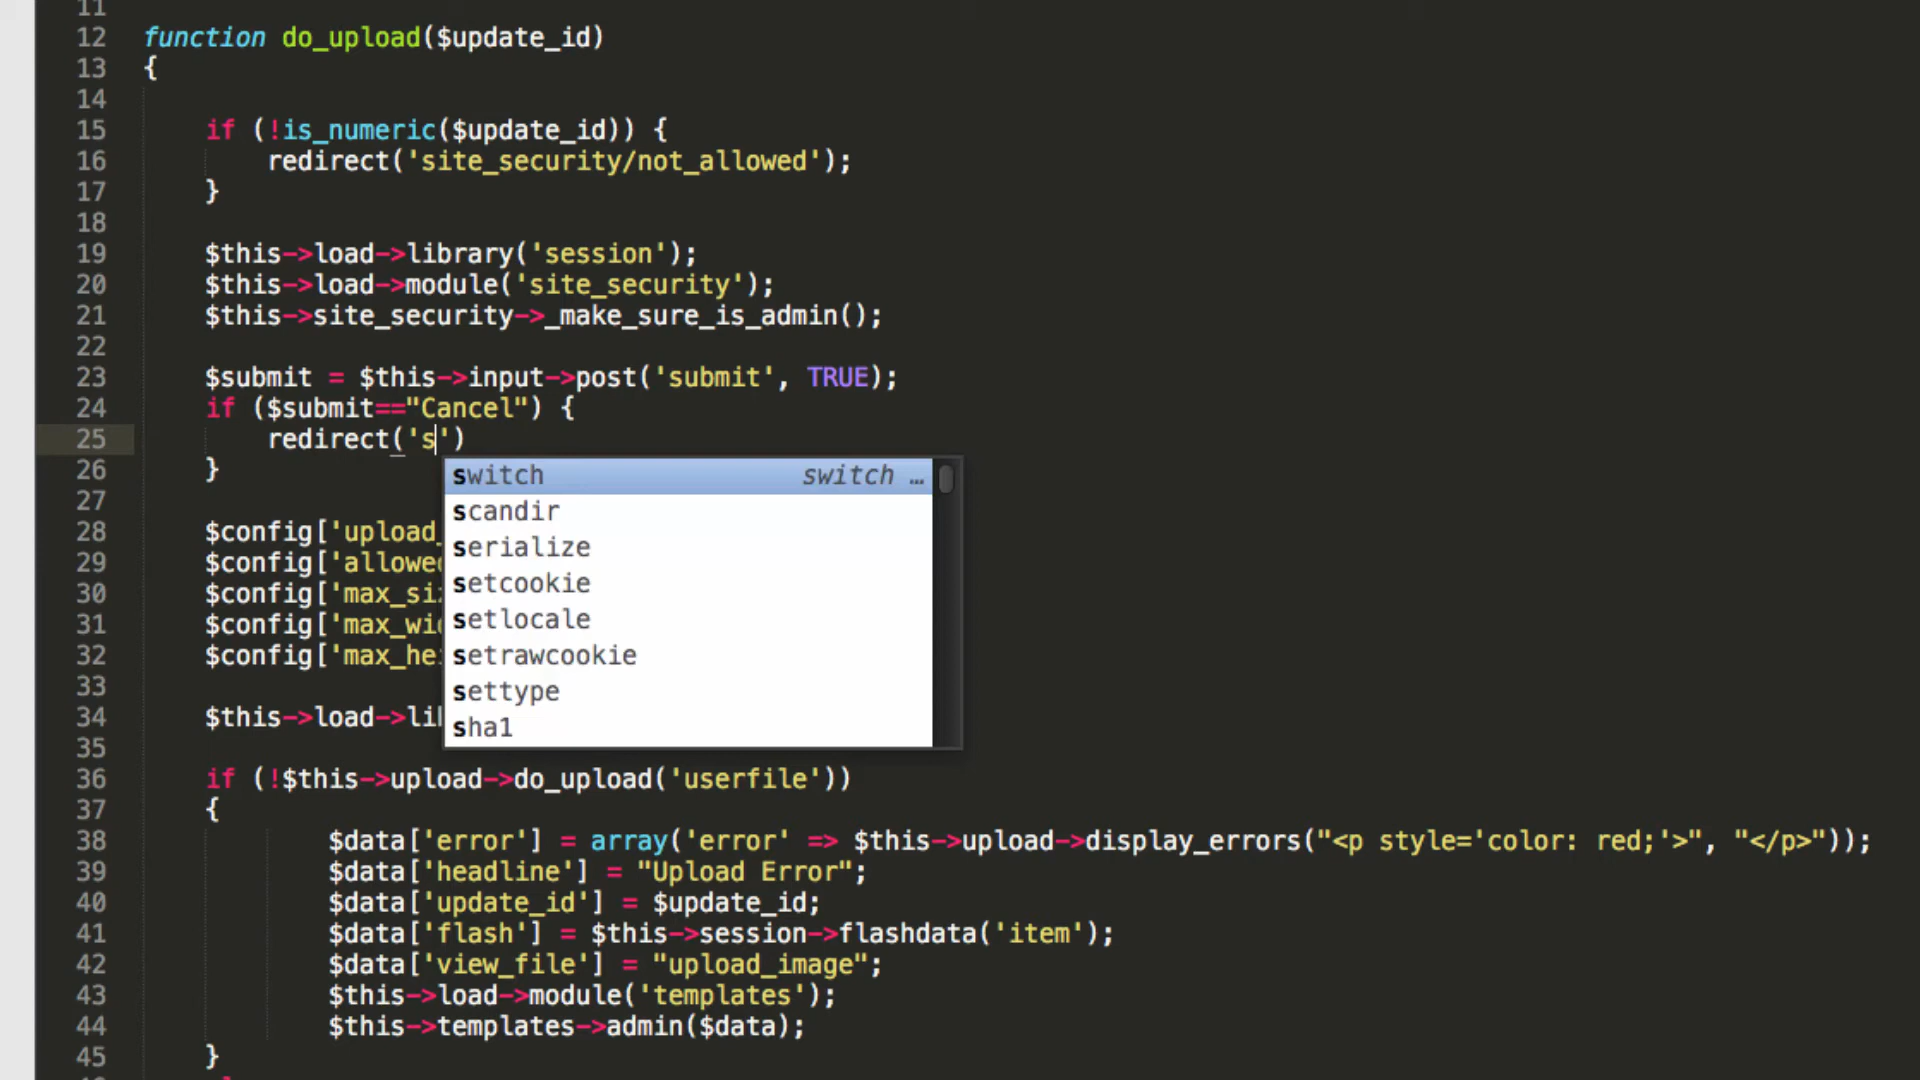 11
12 function do_upload($update_id)
13 {
14
15 if (!is_numeric($update_id)) {
16 redirect('site_security/not_allowed');
17 }
18
19 $this->load->library('session');
20 $this->load->module('site_security');
21 $this->site_security->_make_sure_is_admin();
22
23 $submit = $this->input->post('submit', TRUE);
24 if ($submit=="Cancel") {
25 redirect('s')
26 }
switch switch …
scandir
serialize
setcookie
setlocale
setrawcookie
settype
sha1
27
28 $config['upload_
29 $config['allowe
30 $config['max_si
31 $config['max_wi
32 $config['max_he
33
34 $this->load->li
35
36 if (!$this->upload->do_upload('userfile'))
37 {
38 $data['error'] = array('error' => $this->upload->display_errors("<p style='color: red;'>", "</p>"));
39 $data['headline'] = "Upload Error";
40 $data['update_id'] = $update_id;
41 $data['flash'] = $this->session->flashdata('item');
42 $data['view_file'] = "upload_image";
43 $this->load->module('templates');
44 $this->templates->admin($data);
45 }